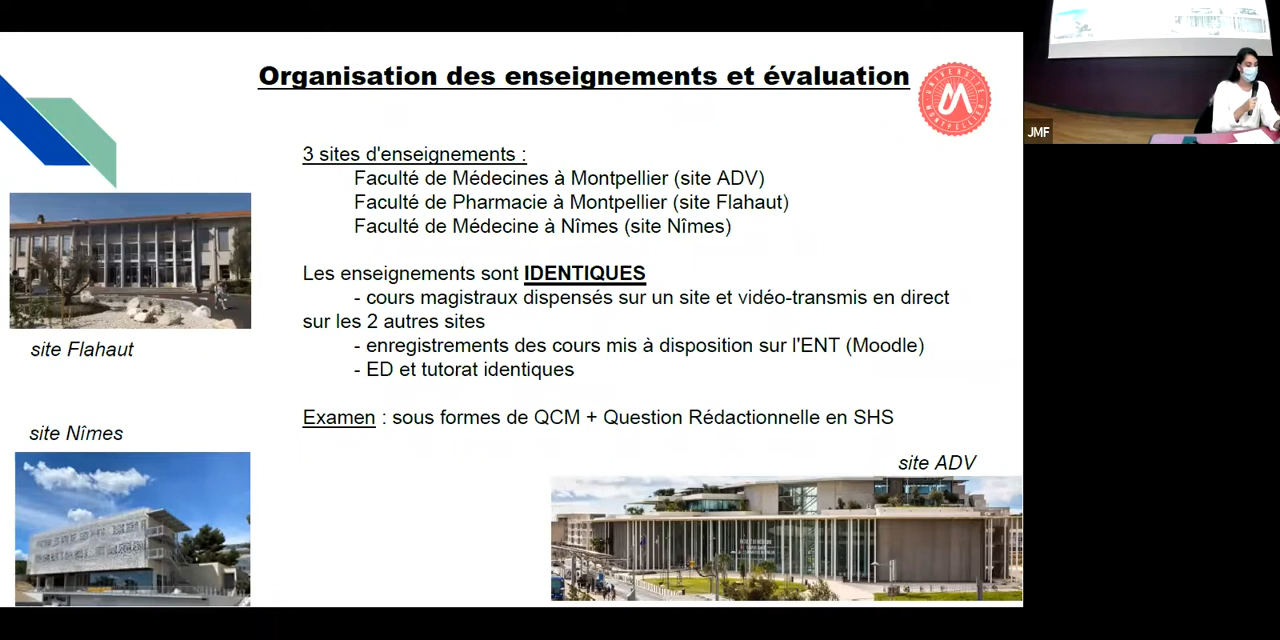 Organisation des enseignements et évaluation
UNIVERSITÉ
MONTPELLIER
JMF
3 sites d'enseignements :
Faculté de Médecines à Montpellier (site ADV)
Faculté de Pharmacie à Montpellier (site Flahaut)
Faculté de Médecine à Nîmes (site Nîmes)
Les enseignements sont IDENTIQUES
- cours magistraux dispensés sur un site et vidéo-transmis en direct
sur les 2 autres sites
- enregistrements des cours mis à disposition sur l'ENT (Moodle)
- ED et tutorat identiques
Examen : sous formes de QCM + Question Rédactionnelle en SHS
site Flahaut
site Nîmes
site ADV